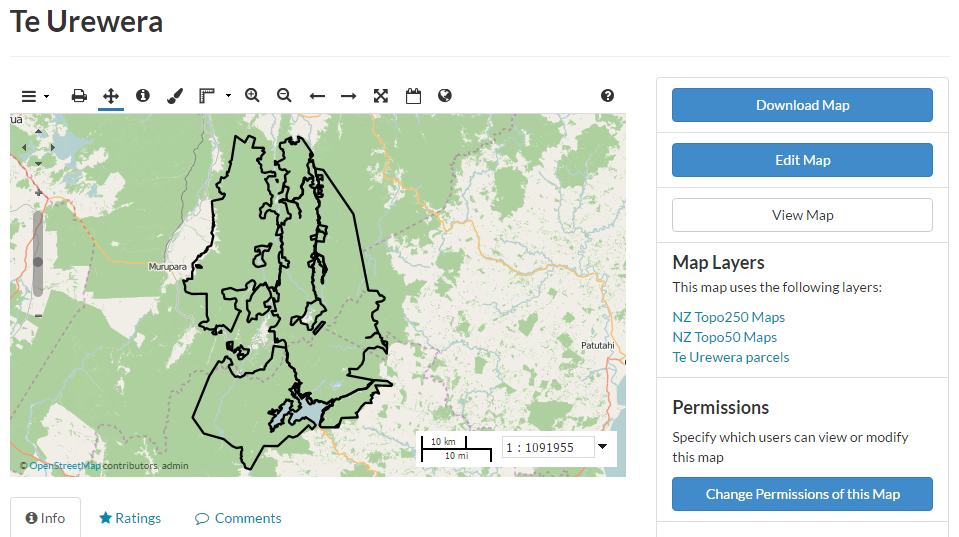 Te Urewera
ua
Murupara
Patutahi
10 km
10 mi
1 : 1091955
© OpenStreetMap contributors, admin
Info
Ratings
Comments
Download Map
Edit Map
View Map
Map Layers
This map uses the following layers:
NZ Topo250 Maps
NZ Topo50 Maps
Te Urewera parcels
Permissions
Specify which users can view or modify
this map
Change Permissions of this Map